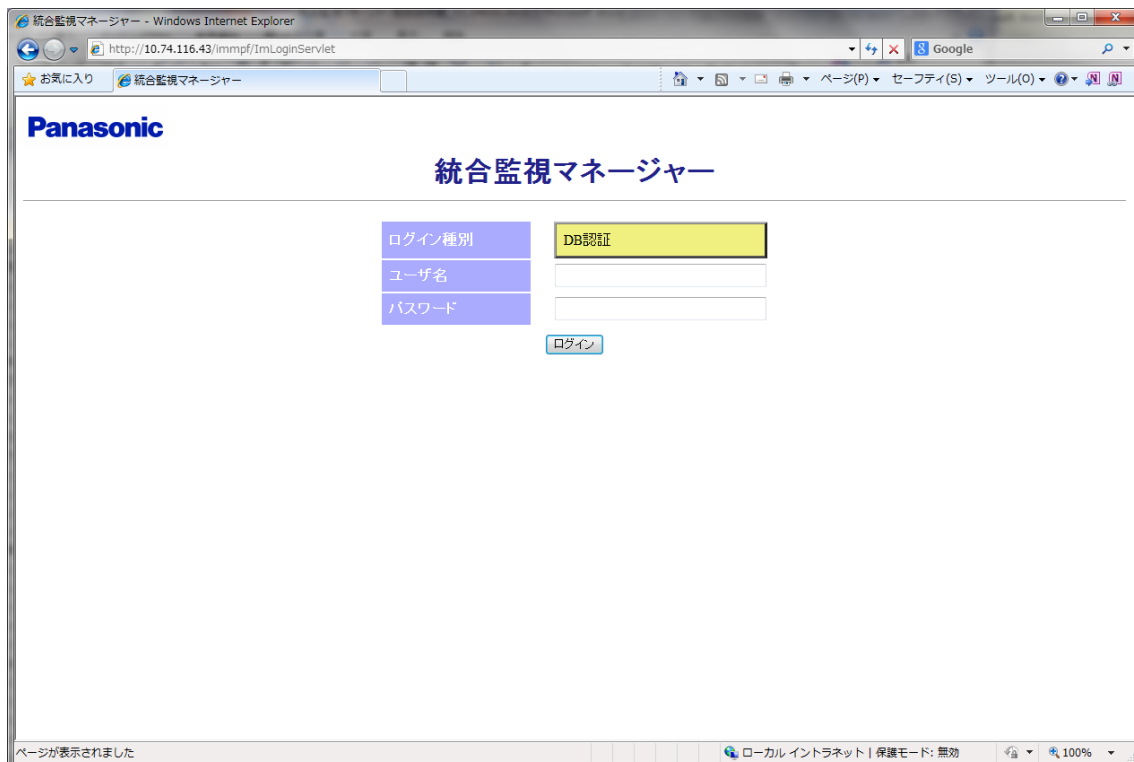 統合監視マネージャー - Windows Internet Explorer
http://10.74.116.43/immpf/ImLoginServlet
Google
お気に入り
統合監視マネージャー
ページ(P)
セーフティ(S)
ツール(O)
Panasonic
統合監視マネージャー
ログイン種別
DB認証
ユーザ名
パスワード
ログイン
ページが表示されました
ローカル イントラネット | 保護モード: 無効
100%